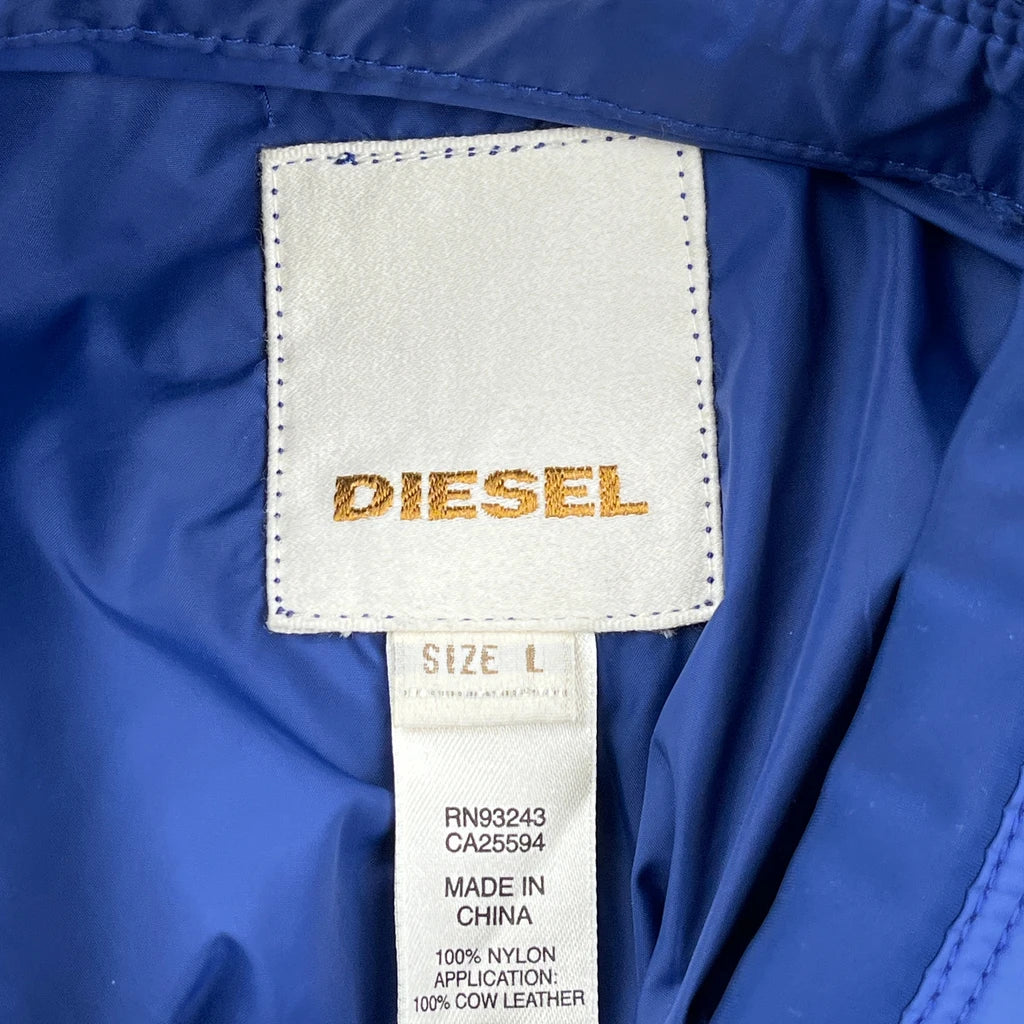 DIESEL
SIZE L
RN93243
CA25594
MADE IN
CHINA
100% NYLON
APPLICATION:
100% COW LEATHER